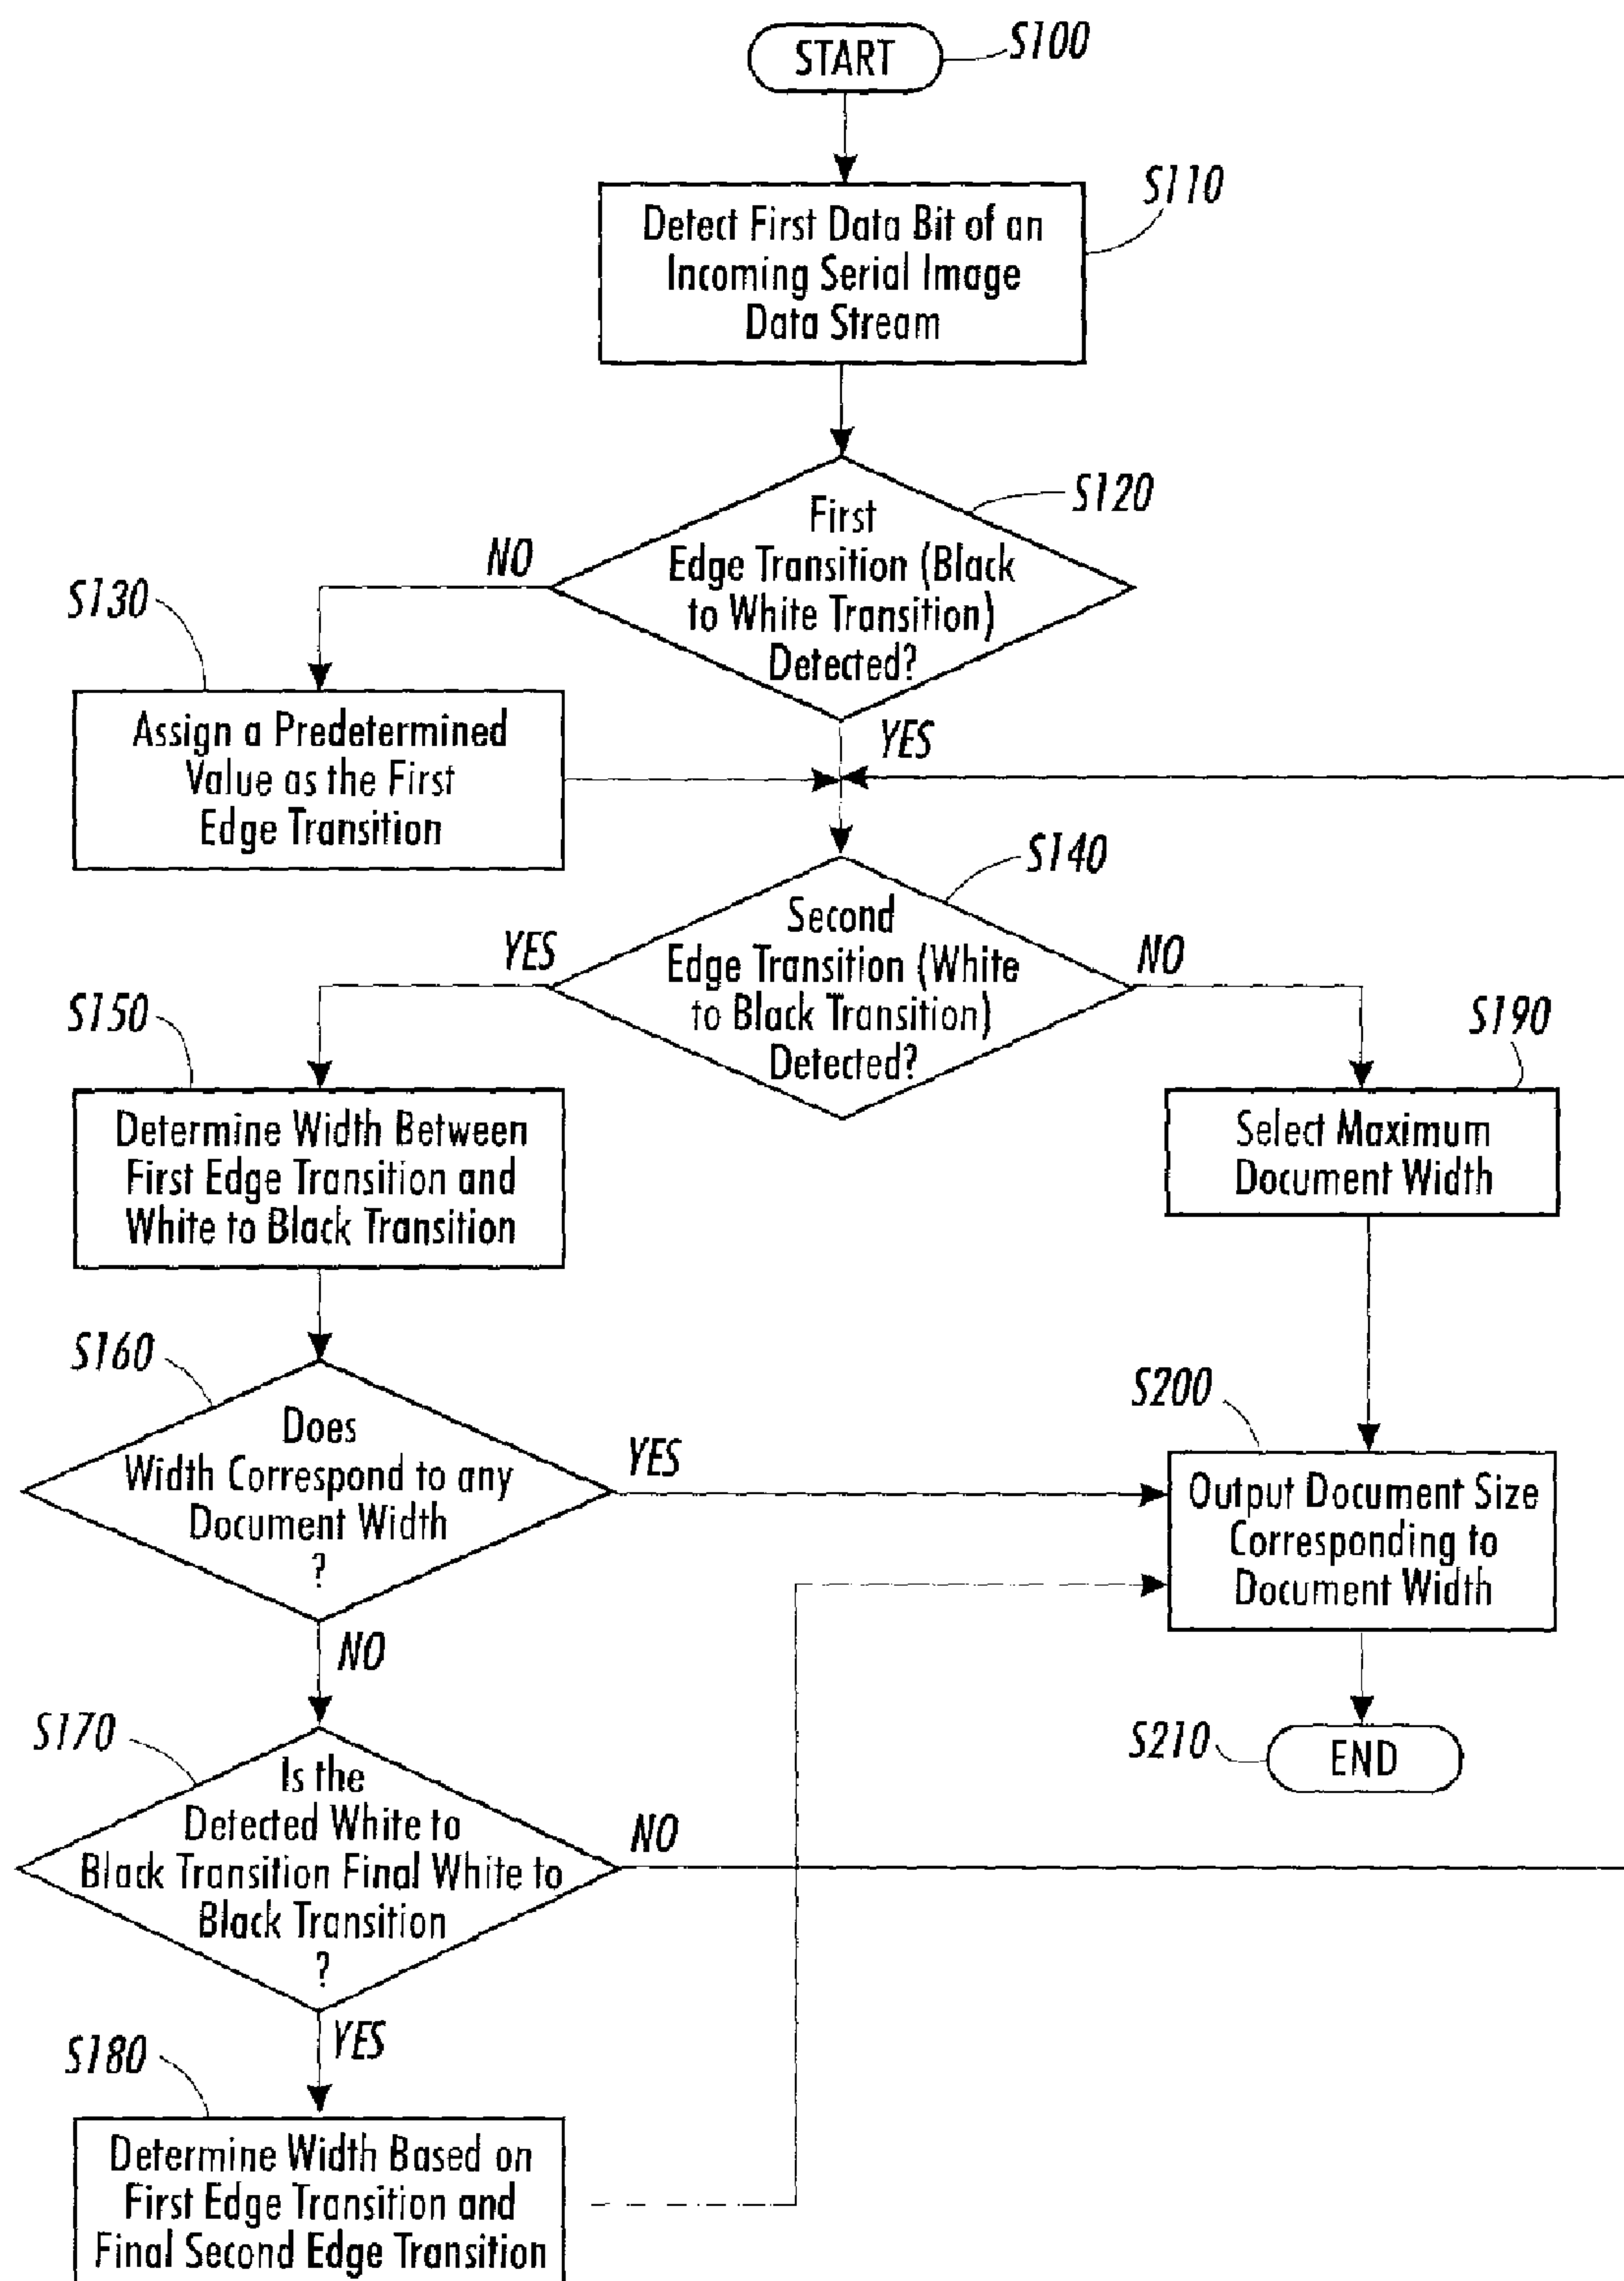 START
S100
S110
Detect First Data Bit of an
Incoming Serial Image
Data Stream
S120
First
Edge Transition (Black
to White Transition)
Detected?
NO
S130
YES
Assign a Predetermined
Value as the First
Edge Transition
S140
Second
Edge Transition (White
to Black Transition)
Detected?
YES
NO
S150
S190
Determine Width Between
First Edge Transition and
White to Black Transition
Select Maximum
Document Width
S160
S200
Does
Width Correspond to any
Document Width
?
YES
Output Document Size
Corresponding to
Document Width
NO
S170
S210
END
Is the
Detected White to
Black Transition Final White to
Black Transition
?
NO
YES
S180
Determine Width Based on
First Edge Transition and
Final Second Edge Transition